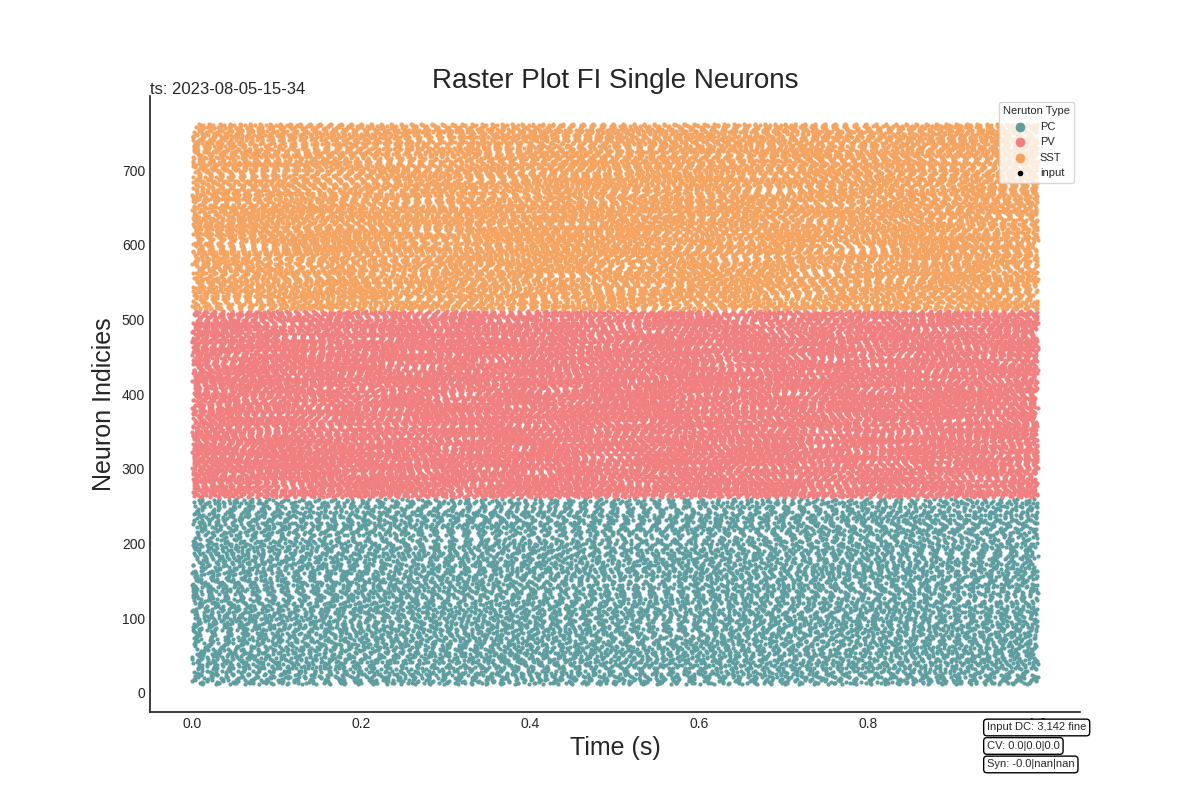 Raster Plot FI Single Neurons
ts: 2023-08-05-15-34
Neruton Type
PC
PV
SST
input
700
600
500
400
300
200
100
0
Neuron Indicies
0.0 0.2 0.4 0.6 0.8
Time (s)
Input DC: 3,142 fine
CV: 0.0|0.0|0.0
Syn: -0.0|nan|nan